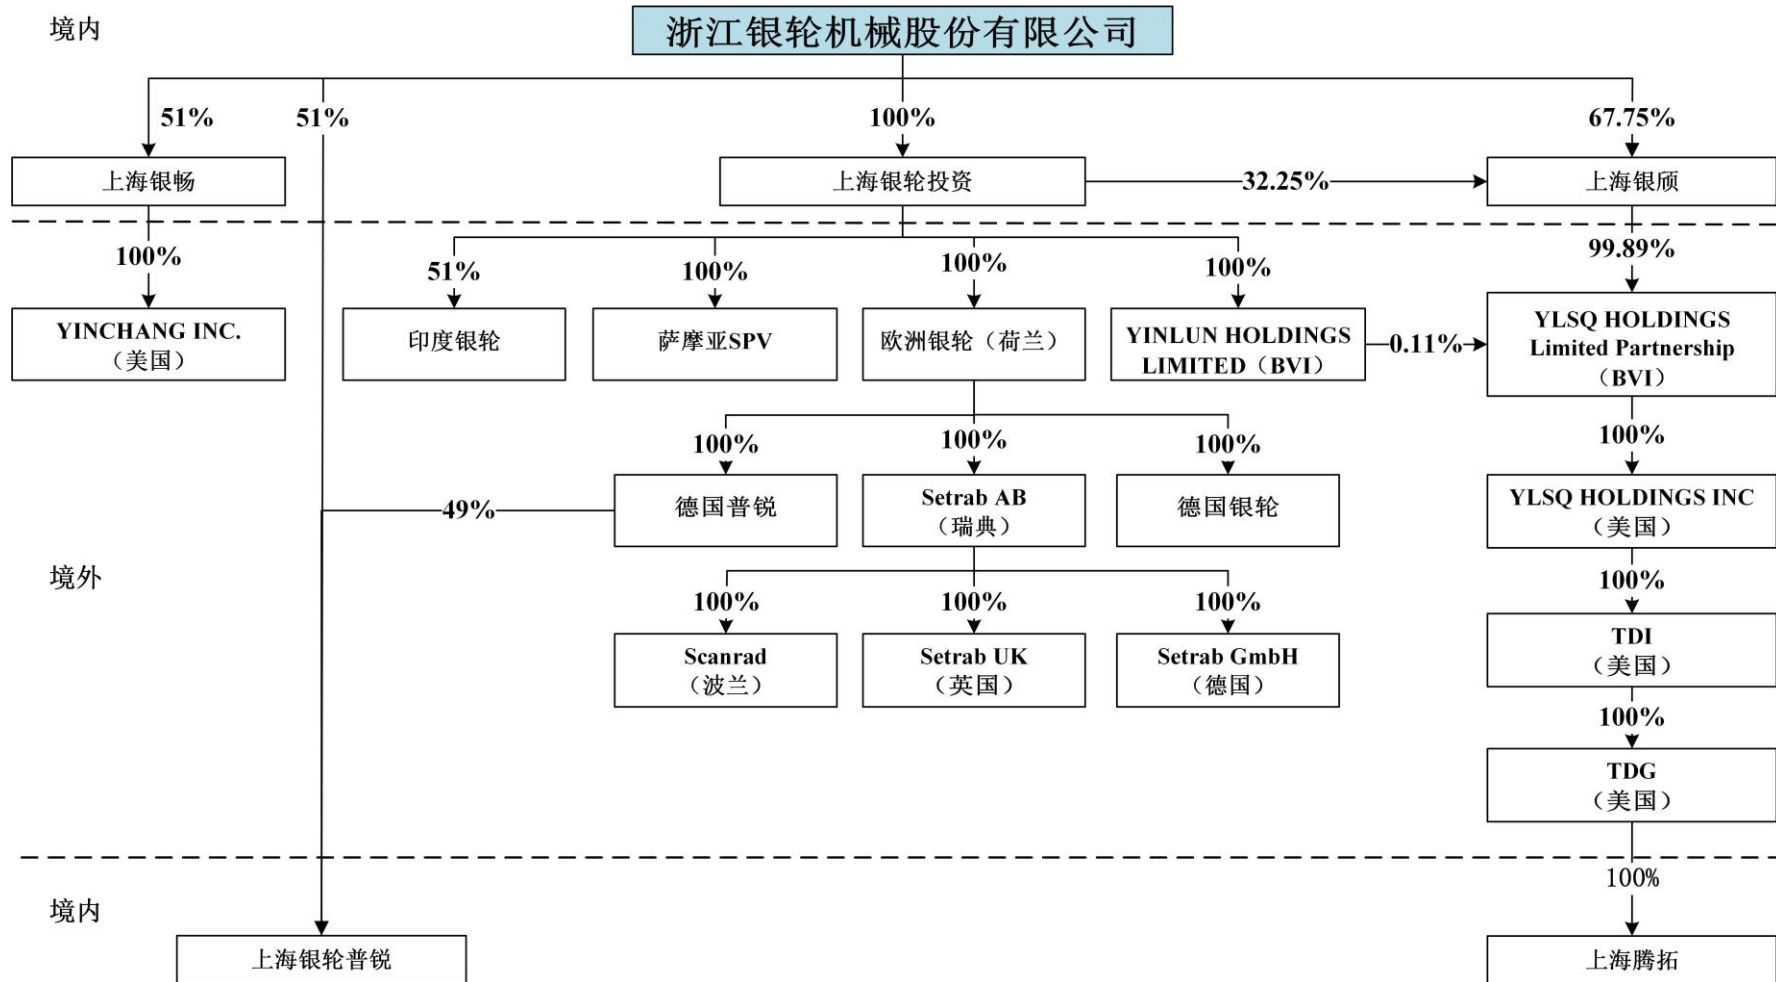 境内
浙江银轮机械股份有限公司
51%
51%
100%
67.75%
上海银畅
上海银轮投资
32.25%
上海银颀
100%
51%
100%
100%
100%
99.89%
YINCHANG INC.
（美国）
印度银轮
萨摩亚SPV
欧洲银轮（荷兰）
YINLUN HOLDINGS
LIMITED（BVI）
0.11%
YLSQ HOLDINGS
Limited Partnership
（BVI）
100%
100%
100%
100%
49%
德国普锐
Setrab AB
（瑞典）
德国银轮
YLSQ HOLDINGS INC
（美国）
境外
100%
100%
100%
100%
Scanrad
（波兰）
Setrab UK
（英国）
Setrab GmbH
（德国）
TDI
（美国）
100%
TDG
（美国）
100%
境内
上海银轮普锐
上海腾拓